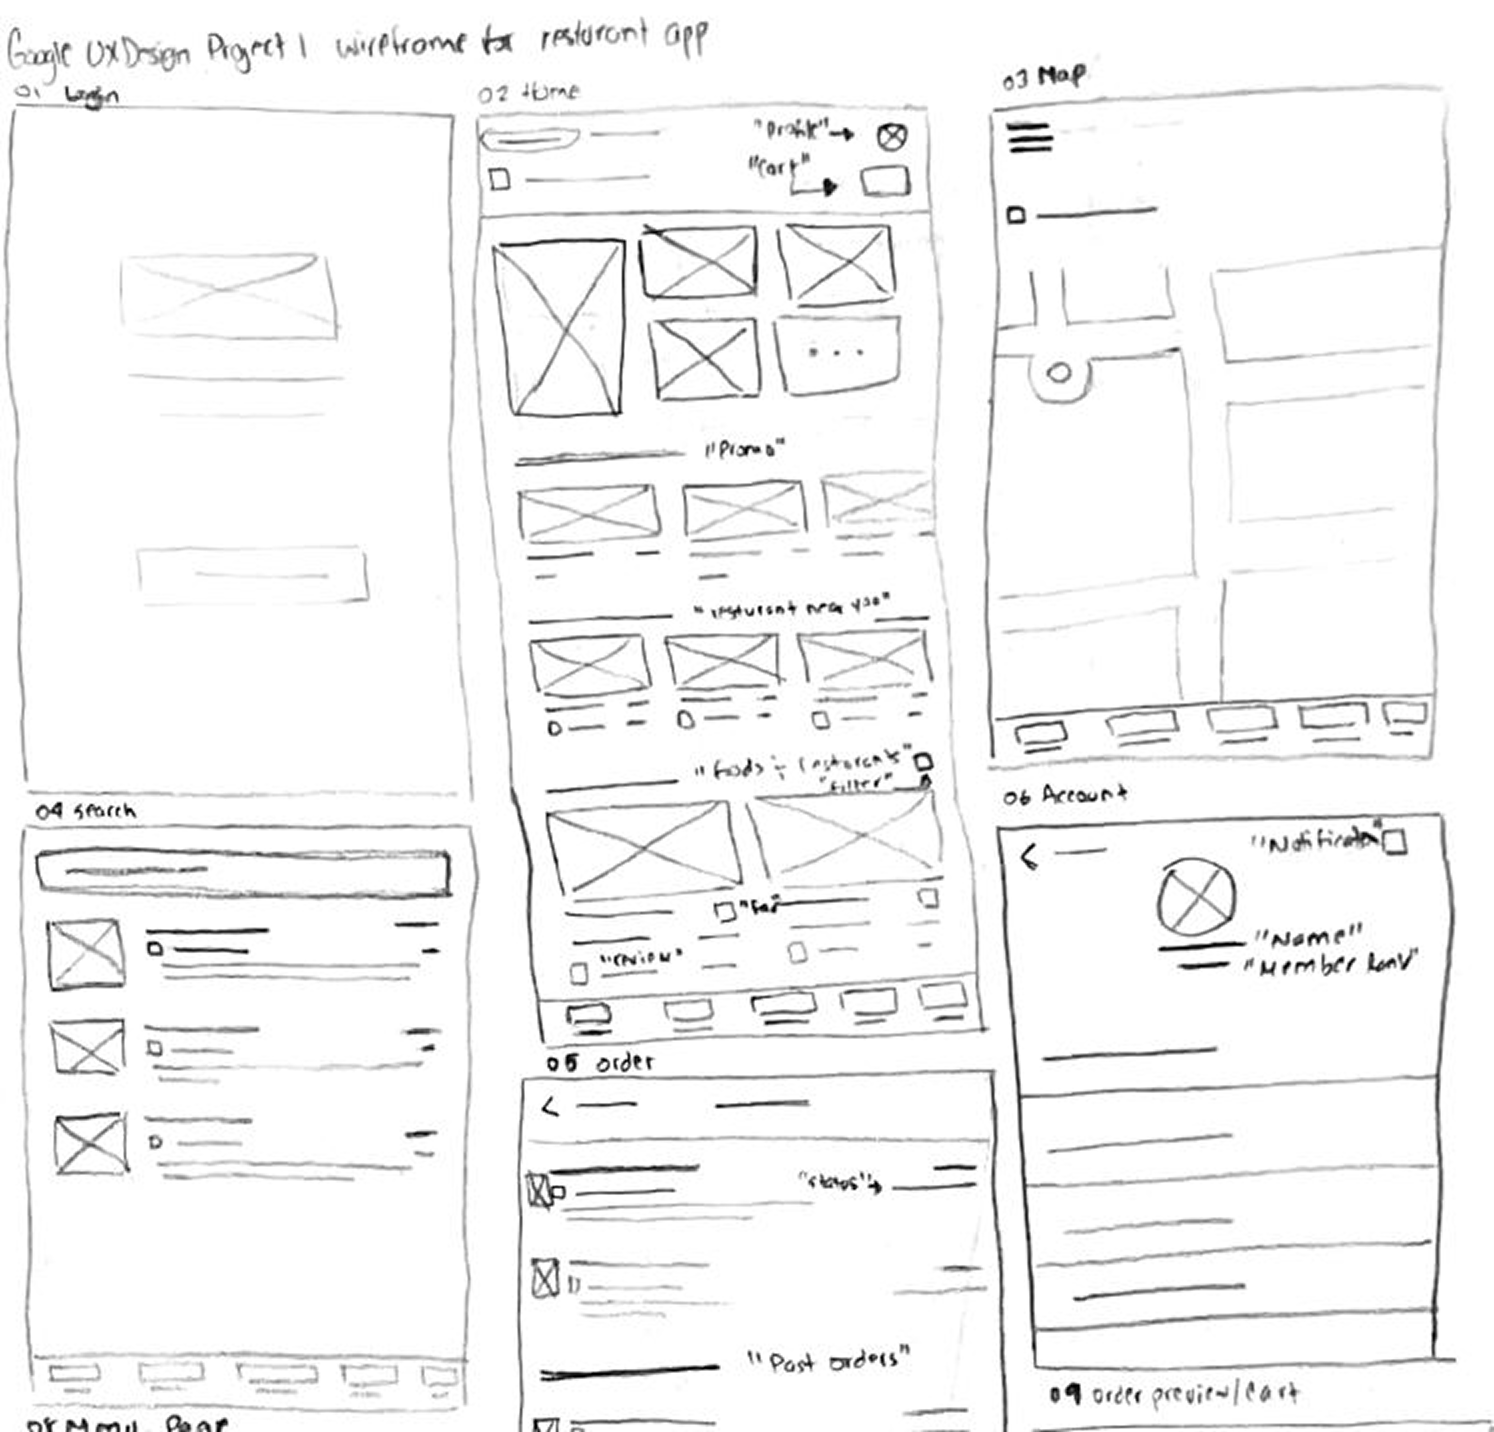 Google UX Design Project 1 wireframe for resturant app
01 Login
02 Home
"Profile"
"Cart"
"Promo"
"resturant near you"
"foods & resturants"
"filter"
"Fav"
"review"
03 Map
04 search
05 order
"status"
"Past orders"
06 Account
"Notification"
"Name"
"Member Rank"
08 Menu Page
09 order preview/cart